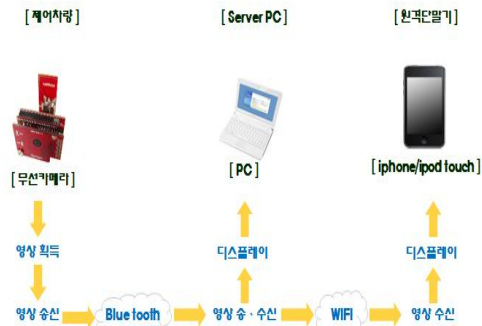 [ 제어차량 ]
[ Server PC ]
[ 원격단말기 ]
[ 무선카메라 ]
[ PC ]
[ iphone/ipod touch ]
영상 획득
디스플레이
디스플레이
영상 송신
Blue tooth
영상 송 · 수신
WIFI
영상 수신